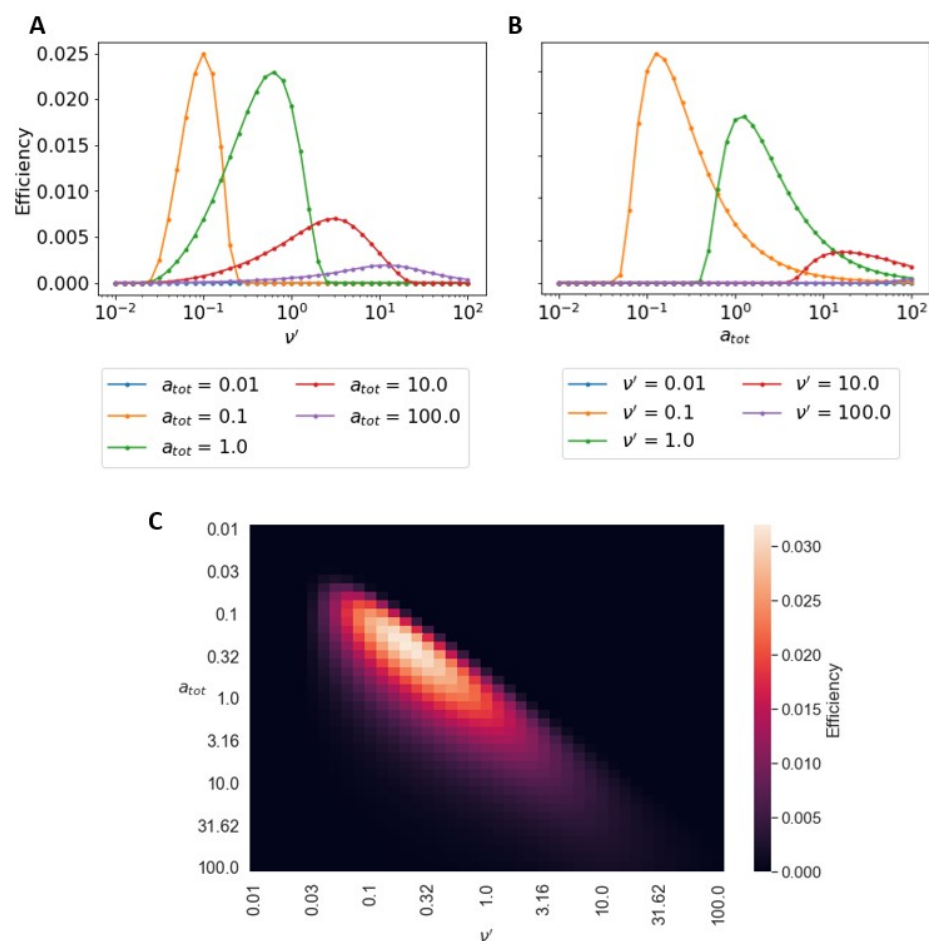 A
B
Efficiency
0.025
0.020
0.015
0.010
0.005
0.000
10⁻² 10⁻¹ 10⁰ 10¹ 10²
ν'
10⁻² 10⁻¹ 10⁰ 10¹ 10²
a_tot
a_tot = 0.01 a_tot = 10.0
a_tot = 0.1 a_tot = 100.0
a_tot = 1.0
ν' = 0.01 ν' = 10.0
ν' = 0.1 ν' = 100.0
ν' = 1.0
C
a_tot
0.01
0.03
0.1
0.32
1.0
3.16
10.0
31.62
100.0
0.01 0.03 0.1 0.32 1.0 3.16 10.0 31.62 100.0
ν'
0.030
0.025
0.020
0.015
0.010
0.005
0.000
Efficiency